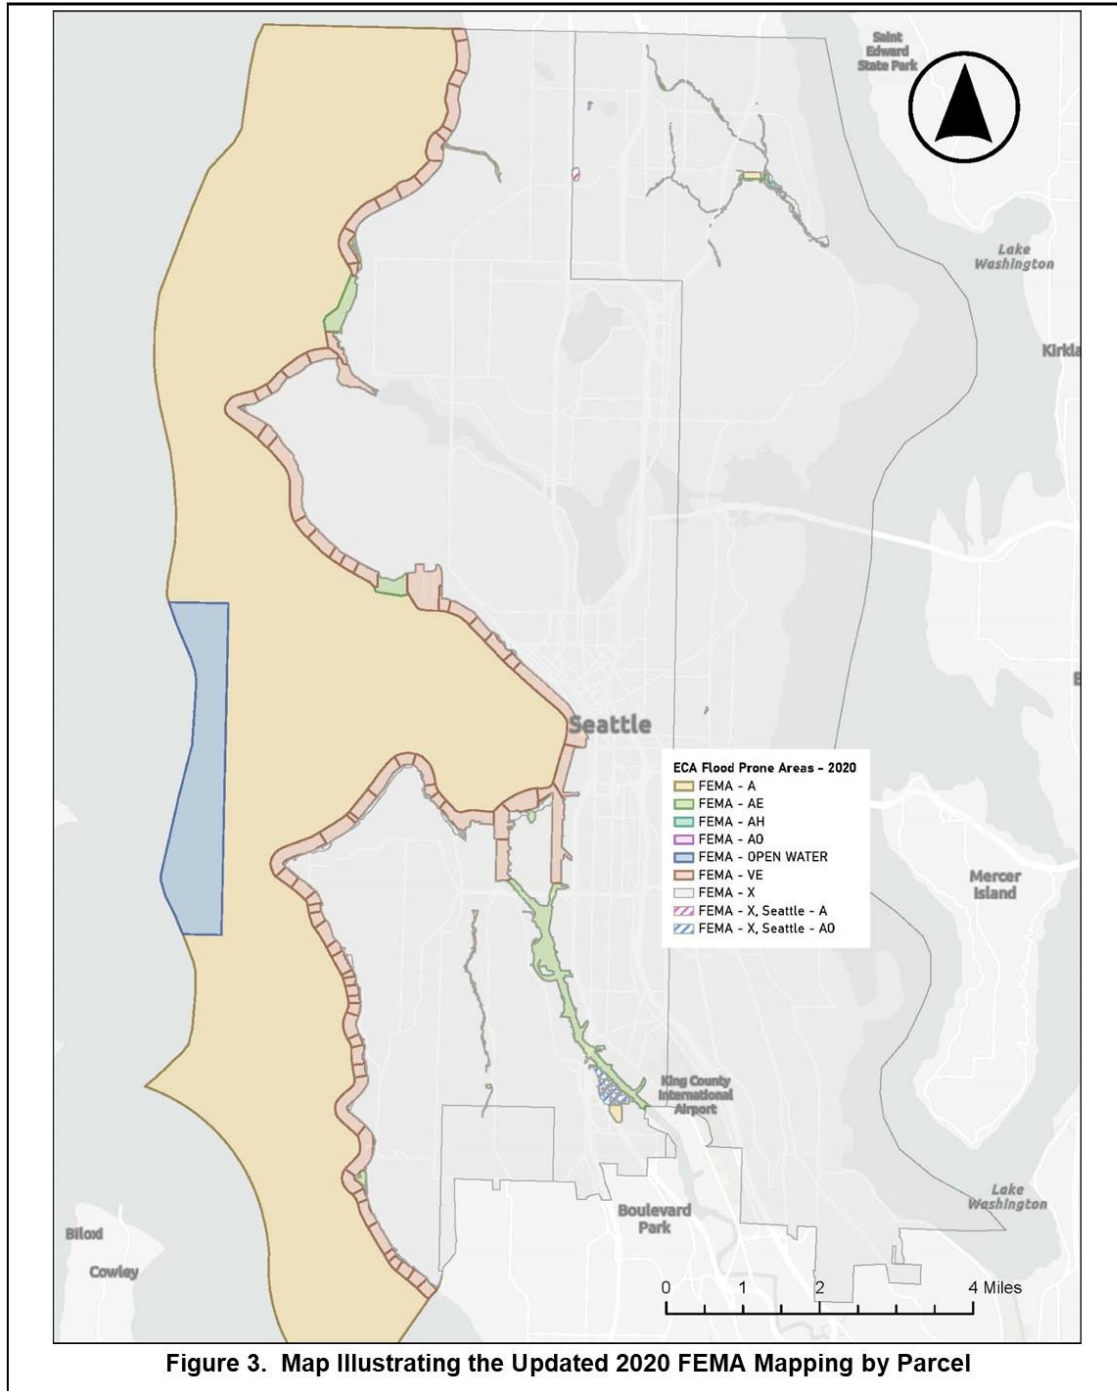 Saint
Edward
State Park
Lake
Washington
Kirkla
E
Seattle
ECA Flood Prone Areas - 2020
FEMA - A
FEMA - AE
FEMA - AH
FEMA - AO
FEMA - OPEN WATER
FEMA - VE
FEMA - X
FEMA - X, Seattle - A
FEMA - X, Seattle - AO
Mercer
Island
King County
International
Airport
Lake
Washington
Boulevard
Park
Biloxi
Cowley
0 1 2 4 Miles
Figure 3. Map Illustrating the Updated 2020 FEMA Mapping by Parcel